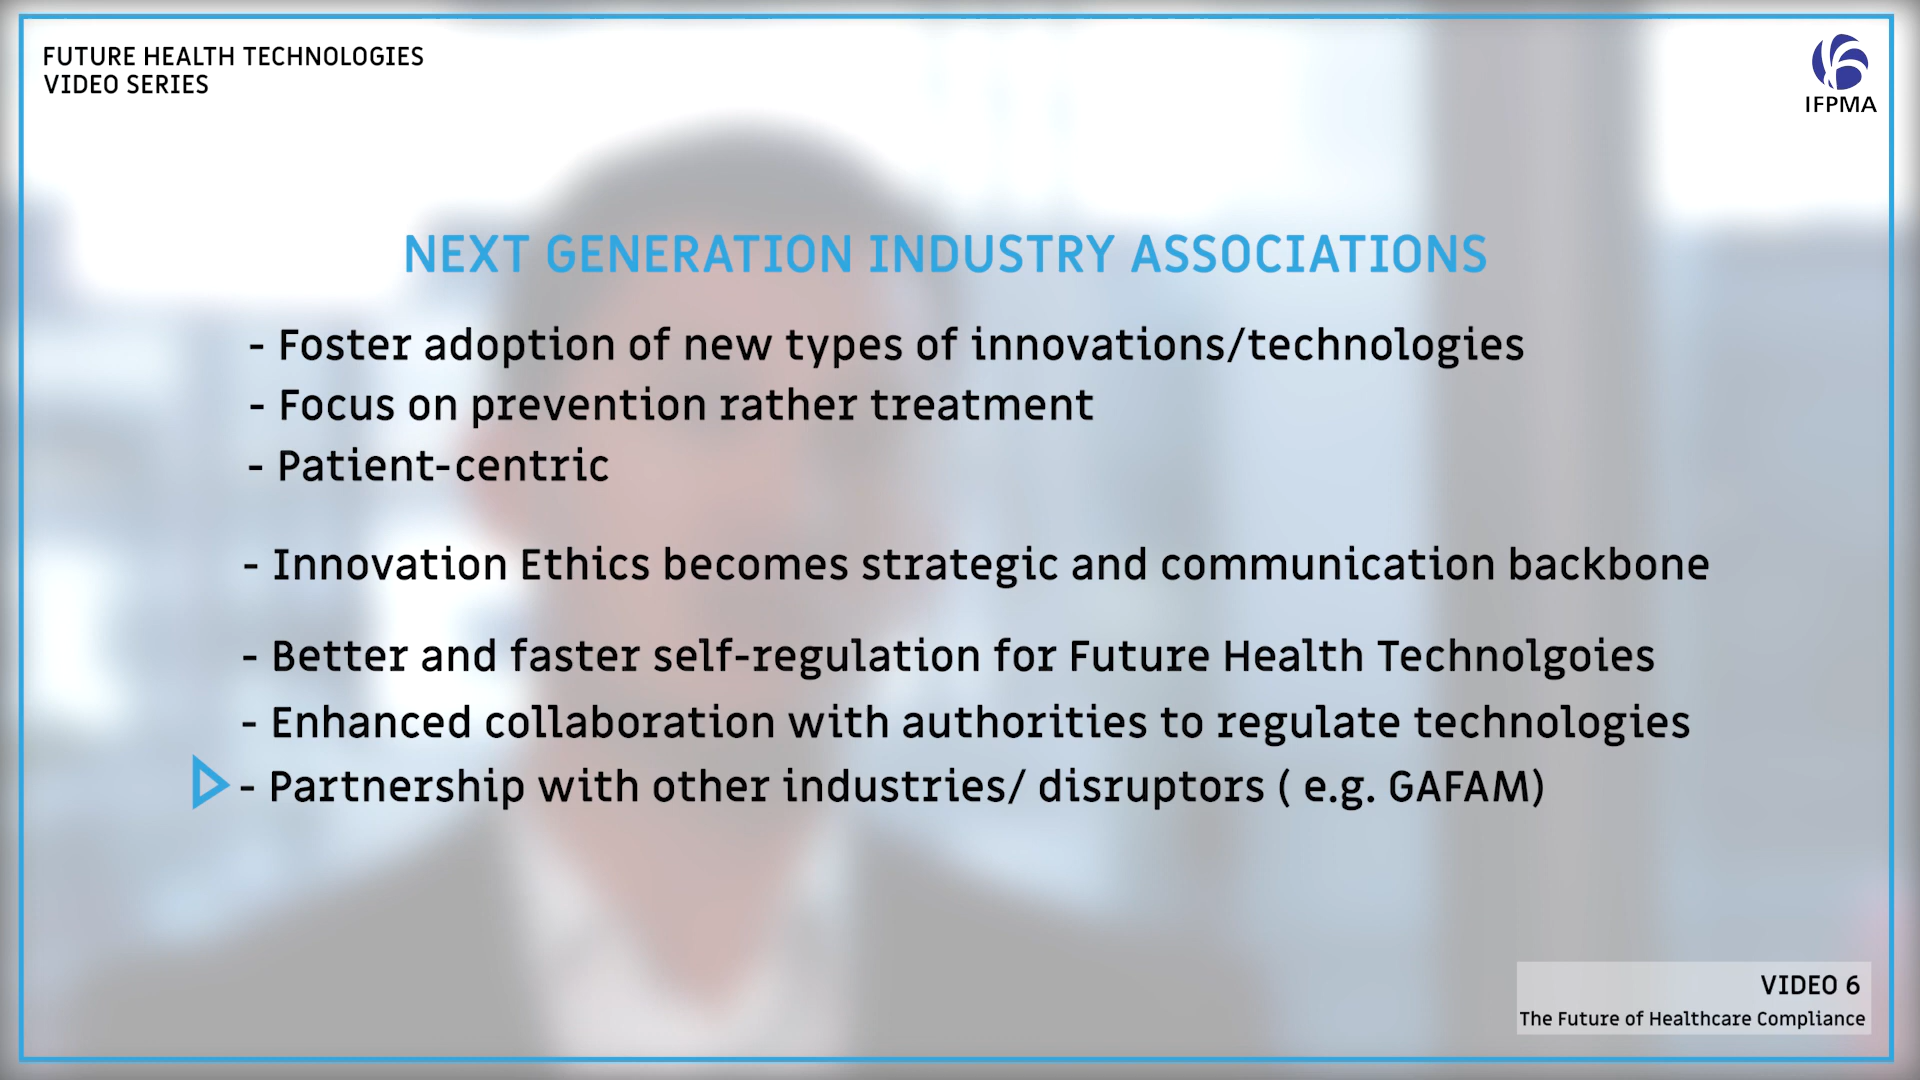 FUTURE HEALTH TECHNOLOGIES
VIDEO SERIES
IFPMA
NEXT GENERATION INDUSTRY ASSOCIATIONS
- Foster adoption of new types of innovations/technologies
- Focus on prevention rather treatment
- Patient-centric
- Innovation Ethics becomes strategic and communication backbone
- Better and faster self-regulation for Future Health Technolgoies
- Enhanced collaboration with authorities to regulate technologies
- Partnership with other industries/ disruptors ( e.g. GAFAM)
VIDEO 6
The Future of Healthcare Compliance